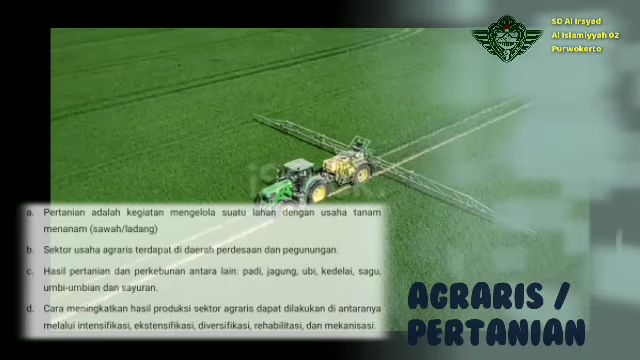 SD Al Irsyad
Al Islamiyyah 02
Purwokerto
a. Pertanian adalah kegiatan mengelola suatu lahan dengan usaha tanam
menanam (sawah/ladang)
b. Sektor usaha agraris terdapat di daerah perdesaan dan pegunungan.
c. Hasil pertanian dan perkebunan antara lain: padi, jagung, ubi, kedelai, sagu,
umbi-umbian dan sayuran.
d. Cara meningkatkan hasil produksi sektor agraris dapat dilakukan di antaranya
melalui intensifikasi, ekstensifikasi, diversifikasi, rehabilitasi, dan mekanisasi.
AGRARIS /
PERTANIAN